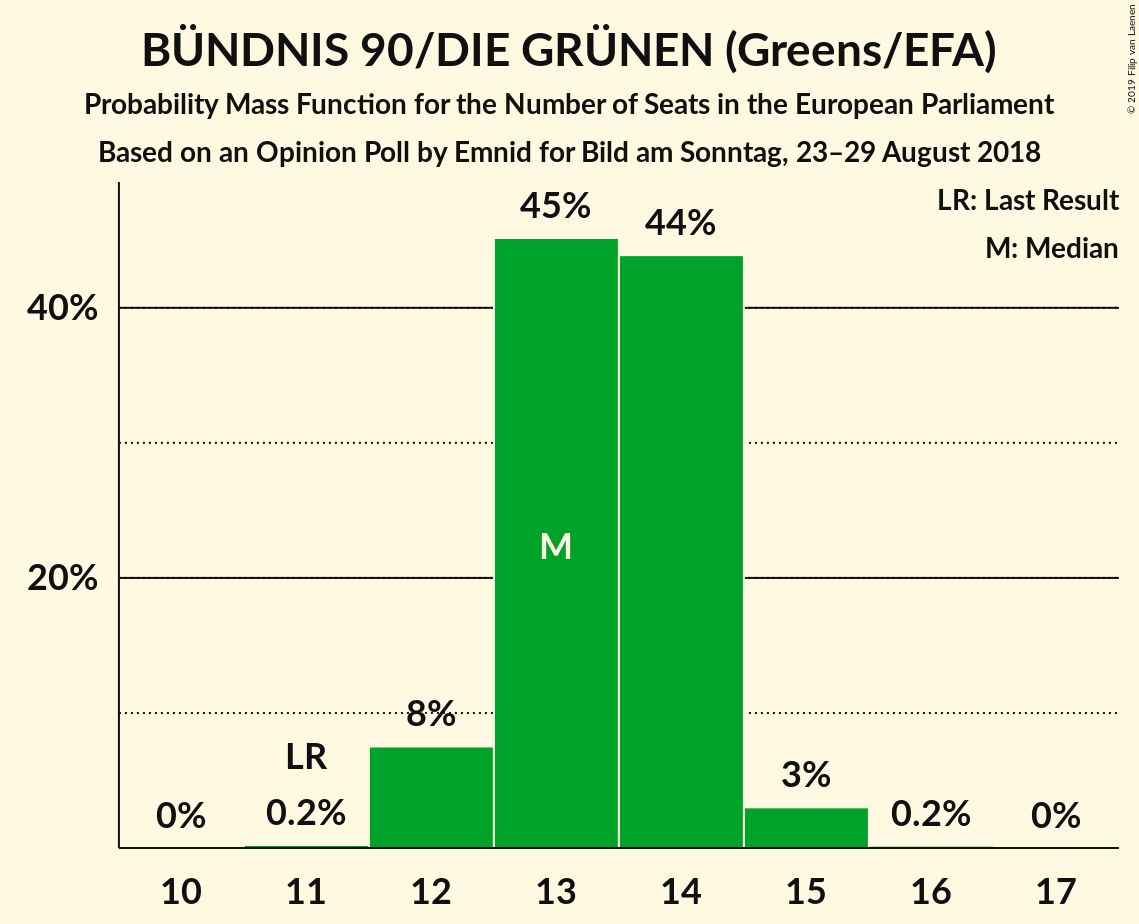 BÜNDNIS 90/DIE GRÜNEN (Greens/EFA)
Probability Mass Function for the Number of Seats in the European Parliament
Based on an Opinion Poll by Emnid for Bild am Sonntag, 23–29 August 2018
© 2019 Filip van Laenen
LR: Last Result
M: Median
45%
44%
40%
M
20%
8%
LR
3%
0%
0.2%
0.2%
0%
10 11 12 13 14 15 16 17